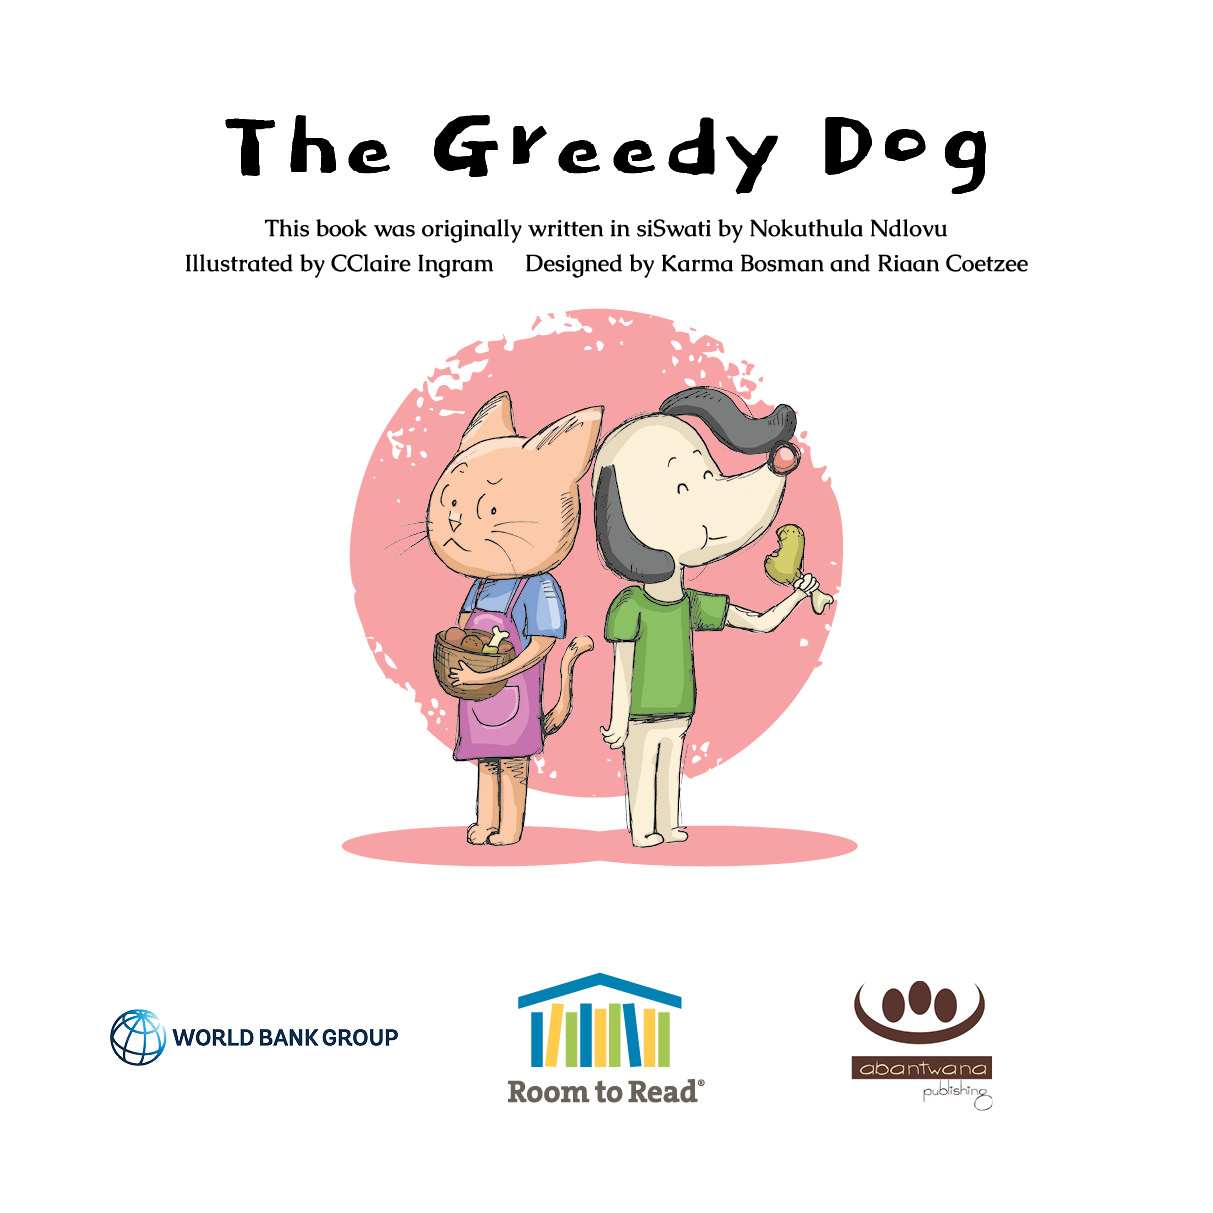 The Greedy Dog
This book was originally written in siSwati by Nokuthula Ndlovu
Illustrated by CClaire Ingram Designed by Karma Bosman and Riaan Coetzee
WORLD BANK GROUP
Room to Read®
abantwana
publishing